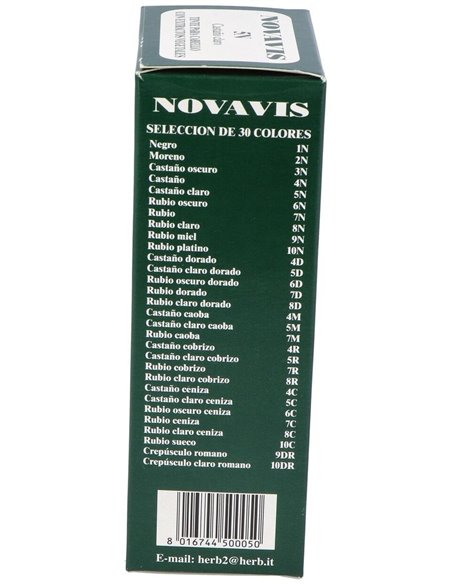 NOVAVIS
5N
Castaño claro
NOVAVIS
SELECCION DE 30 COLORES
Negro 1N
Moreno 2N
Castaño oscuro 3N
Castaño 4N
Castaño claro 5N
Rubio oscuro 6N
Rubio 7N
Rubio claro 8N
Rubio miel 9N
Rubio platino 10N
Castaño dorado 4D
Castaño claro dorado 5D
Rubio oscuro dorado 6D
Rubio dorado 7D
Rubio claro dorado 8D
Castaño caoba 4M
Castaño claro caoba 5M
Rubio caoba 7M
Castaño cobrizo 4R
Castaño claro cobrizo 5R
Rubio cobrizo 7R
Rubio claro cobrizo 8R
Castaño ceniza 4C
Castaño claro ceniza 5C
Rubio oscuro ceniza 6C
Rubio ceniza 7C
Rubio claro ceniza 8C
Rubio sueco 10C
Crepúsculo romano 9DR
Crepúsculo claro romano 10DR
8 016744 500050
E-mail: herb2@herb.it